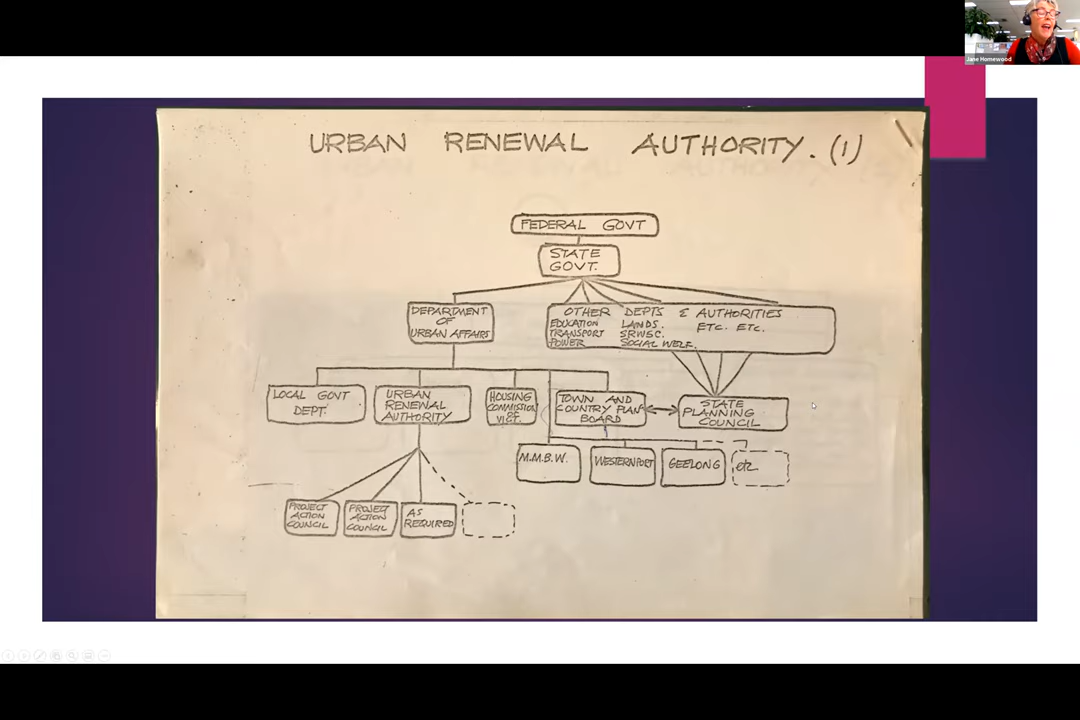 Jane Homewood
URBAN RENEWAL AUTHORITY. (1)
FEDERAL GOVT
STATE
GOVT.
DEPARTMENT
OF
URBAN AFFAIRS
OTHER DEPTS & AUTHORITIES
EDUCATION LANDS. ETC. ETC.
TRANSPORT SRWSC.
POWER SOCIAL WELF.
LOCAL GOVT
DEPT.
URBAN
RENEWAL
AUTHORITY
HOUSING
COMMISSION
OF
VICT.
TOWN AND
COUNTRY PLAN
BOARD
STATE
PLANNING
COUNCIL
M.M.B.W.
WESTERNPORT
GEELONG
etc
PROJECT
ACTION
COUNCIL
PROJECT
ACTION
COUNCIL
AS
REQUIRED